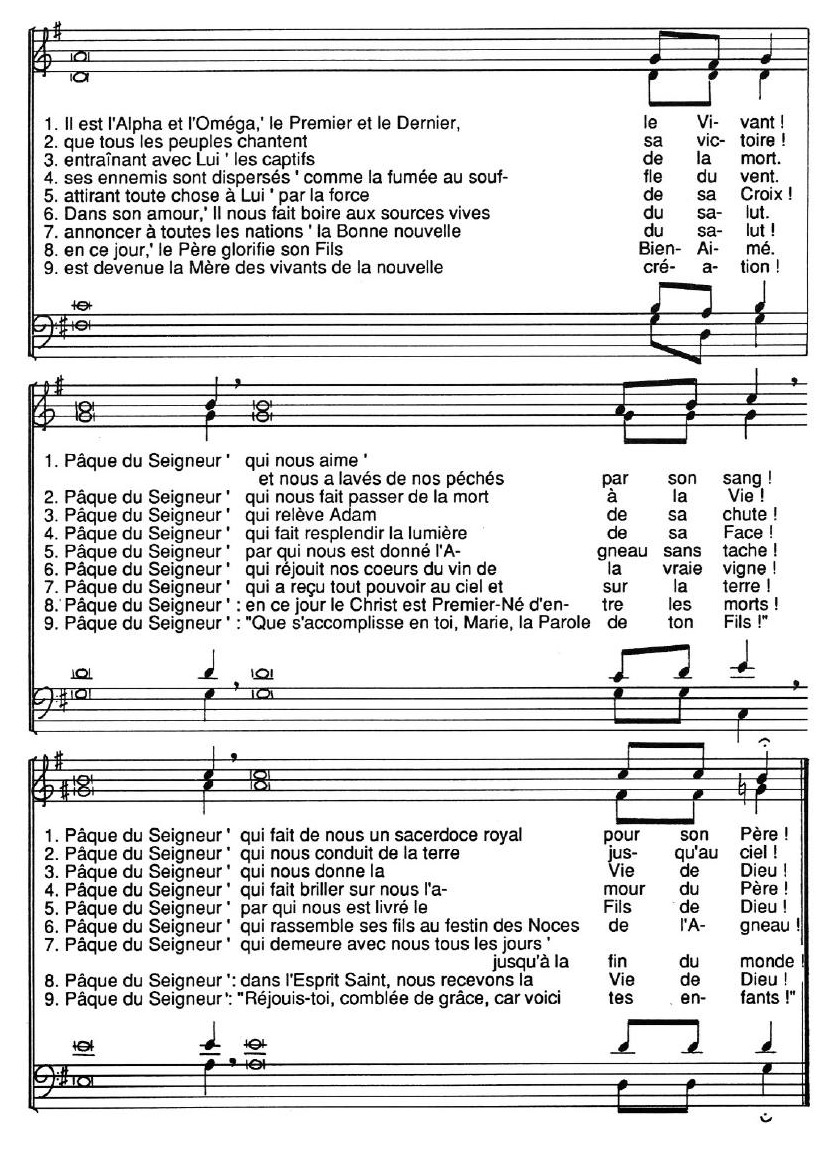 1. Il est l'Alpha et l'Oméga,' le Premier et le Dernier, le Vi- vant !
2. que tous les peuples chantent sa vic- toire !
3. entraînant avec Lui ' les captifs de la mort.
4. ses ennemis sont dispersés ' comme la fumée au souf- fle du vent.
5. attirant toute chose à Lui ' par la force de sa Croix !
6. Dans son amour,' Il nous fait boire aux sources vives du sa- lut.
7. annoncer à toutes les nations ' la Bonne nouvelle du sa- lut !
8. en ce jour,' le Père glorifie son Fils Bien- Ai- mé.
9. est devenue la Mère des vivants de la nouvelle cré- a- tion !
1. Pâque du Seigneur ' qui nous aime '
et nous a lavés de nos péchés par son sang !
2. Pâque du Seigneur ' qui nous fait passer de la mort à la Vie !
3. Pâque du Seigneur ' qui relève Adam de sa chute !
4. Pâque du Seigneur ' qui fait resplendir la lumière de sa Face !
5. Pâque du Seigneur ' par qui nous est donné l'A- gneau sans tache !
6. Pâque du Seigneur ' qui réjouit nos coeurs du vin de la vraie vigne !
7. Pâque du Seigneur ' qui a reçu tout pouvoir au ciel et sur la terre !
8. Pâque du Seigneur ' : en ce jour le Christ est Premier-Né d'en- tre les morts !
9. Pâque du Seigneur ' : "Que s'accomplisse en toi, Marie, la Parole de ton Fils !"
1. Pâque du Seigneur ' qui fait de nous un sacerdoce royal pour son Père !
2. Pâque du Seigneur ' qui nous conduit de la terre jus- qu'au ciel !
3. Pâque du Seigneur ' qui nous donne la Vie de Dieu !
4. Pâque du Seigneur ' qui fait briller sur nous l'a- mour du Père !
5. Pâque du Seigneur ' par qui nous est livré le Fils de Dieu !
6. Pâque du Seigneur ' qui rassemble ses fils au festin des Noces de l'A- gneau !
7. Pâque du Seigneur ' qui demeure avec nous tous les jours '
jusqu'à la fin du monde !
8. Pâque du Seigneur ': dans l'Esprit Saint, nous recevons la Vie de Dieu !
9. Pâque du Seigneur ': "Réjouis-toi, comblée de grâce, car voici tes en- fants !"